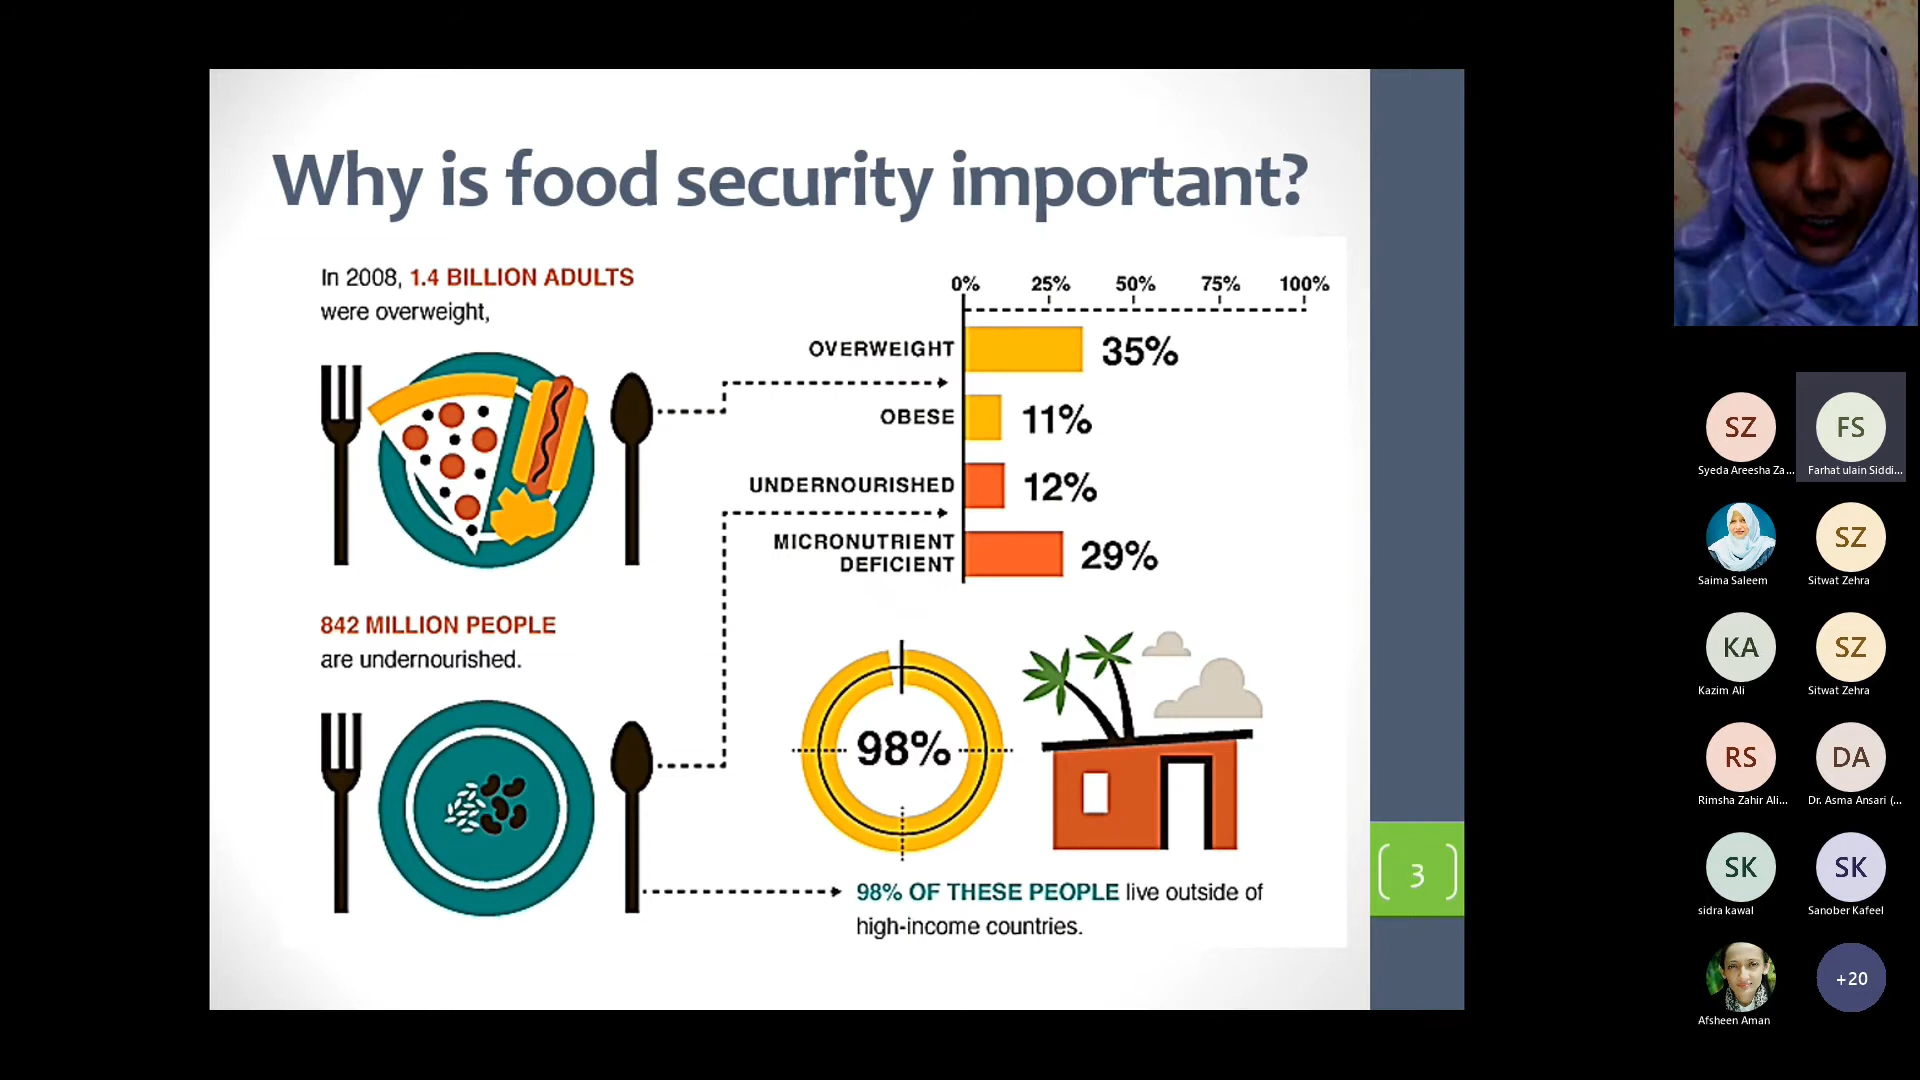 Why is food security important?
In 2008, 1.4 BILLION ADULTS
were overweight,
0% 25% 50% 75% 100%
OVERWEIGHT 35%
OBESE 11%
UNDERNOURISHED 12%
MICRONUTRIENT
DEFICIENT 29%
842 MILLION PEOPLE
are undernourished.
98%
98% OF THESE PEOPLE live outside of
high-income countries.
3
SZ
Syeda Areesha Za...
FS
Farhat ulain Siddi...
Saima Saleem
SZ
Sitwat Zehra
KA
Kazim Ali
SZ
Sitwat Zehra
RS
Rimsha Zahir Ali...
DA
Dr. Asma Ansari (...
SK
sidra kawal
SK
Sanober Kafeel
Afsheen Aman
+20